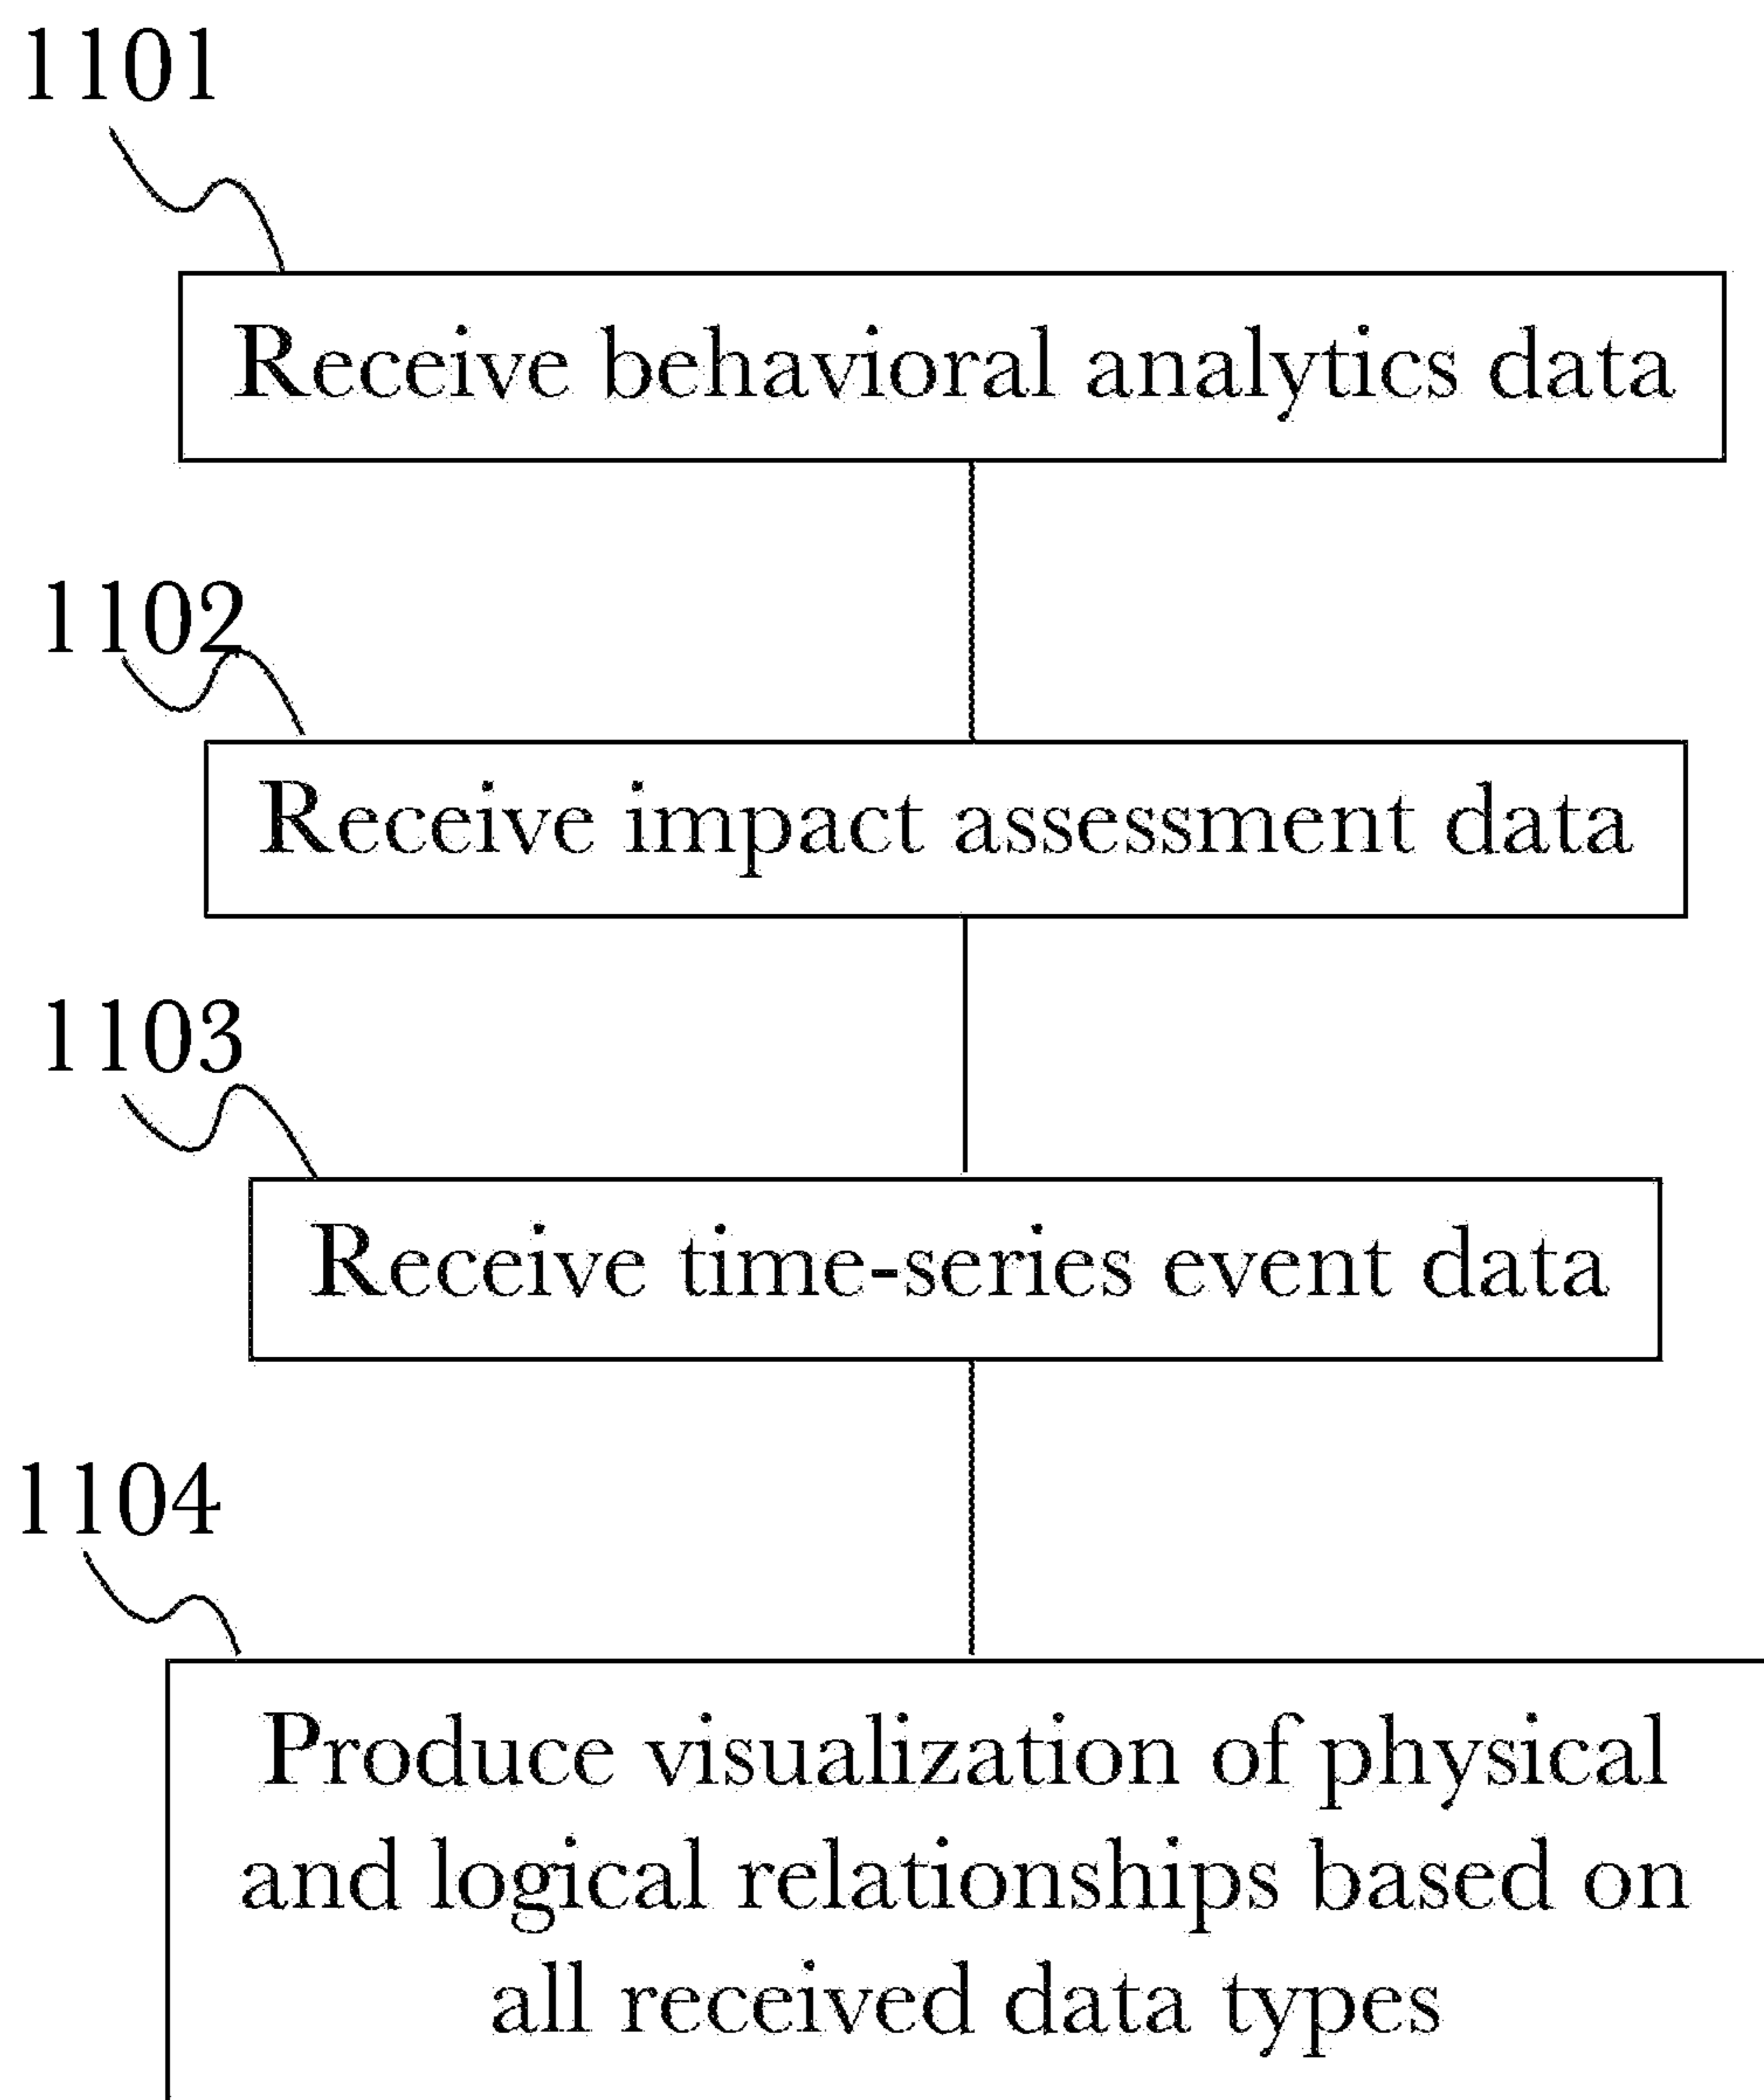 1101
Receive behavioral analytics data
1102
Receive impact assessment data
1103
Receive time-series event data
1104
Produce visualization of physical
and logical relationships based on
all received data types